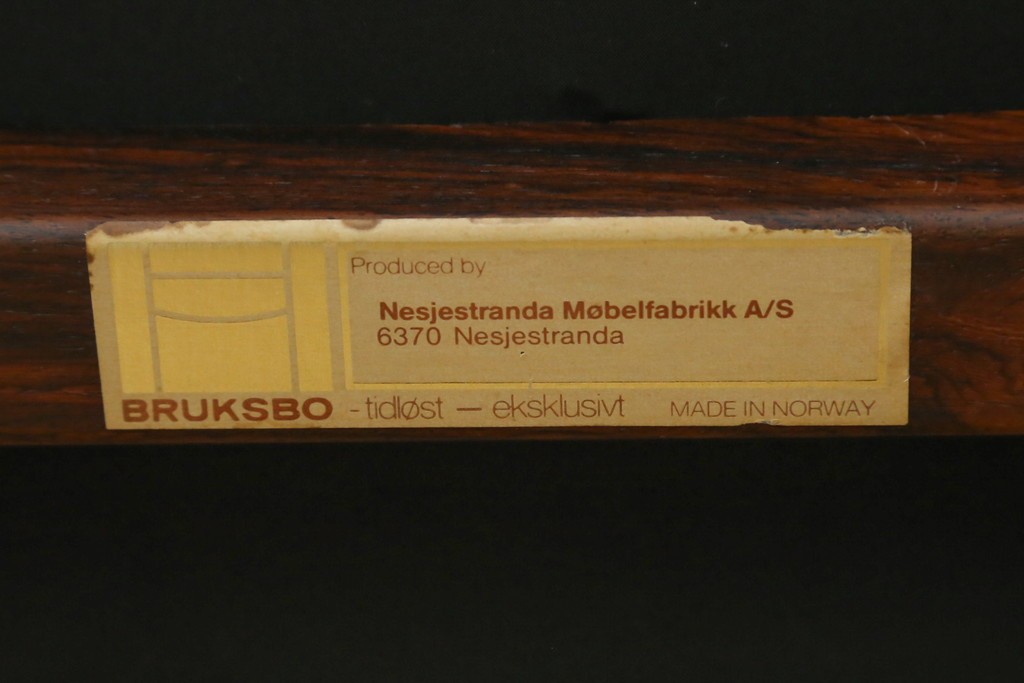 Produced by
Nesjestranda Møbelfabrikk A/S
6370 Nesjestranda
BRUKSBO - tidløst — eksklusivt MADE IN NORWAY